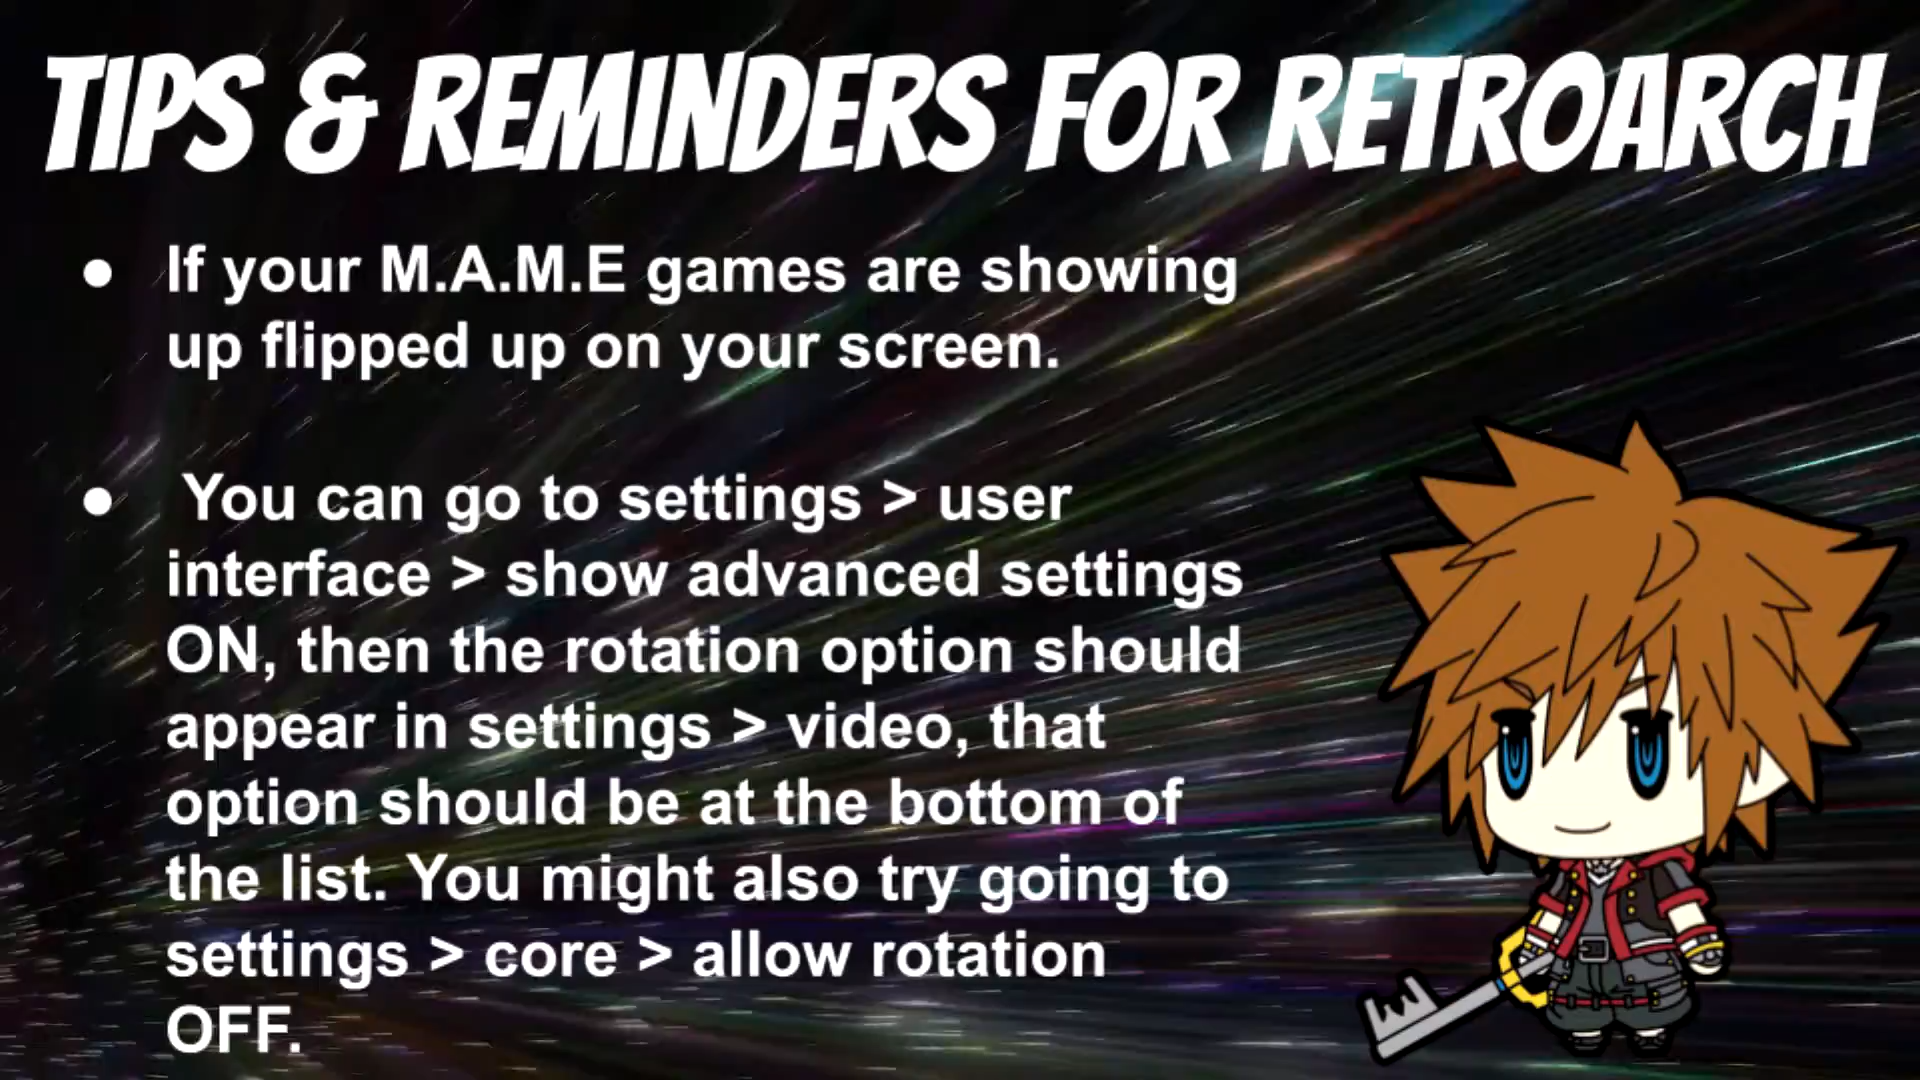 TIPS & REMINDERS FOR RETROARCH
● If your M.A.M.E games are showing
up flipped up on your screen.
● You can go to settings > user
interface > show advanced settings
ON, then the rotation option should
appear in settings > video, that
option should be at the bottom of
the list. You might also try going to
settings > core > allow rotation
OFF.